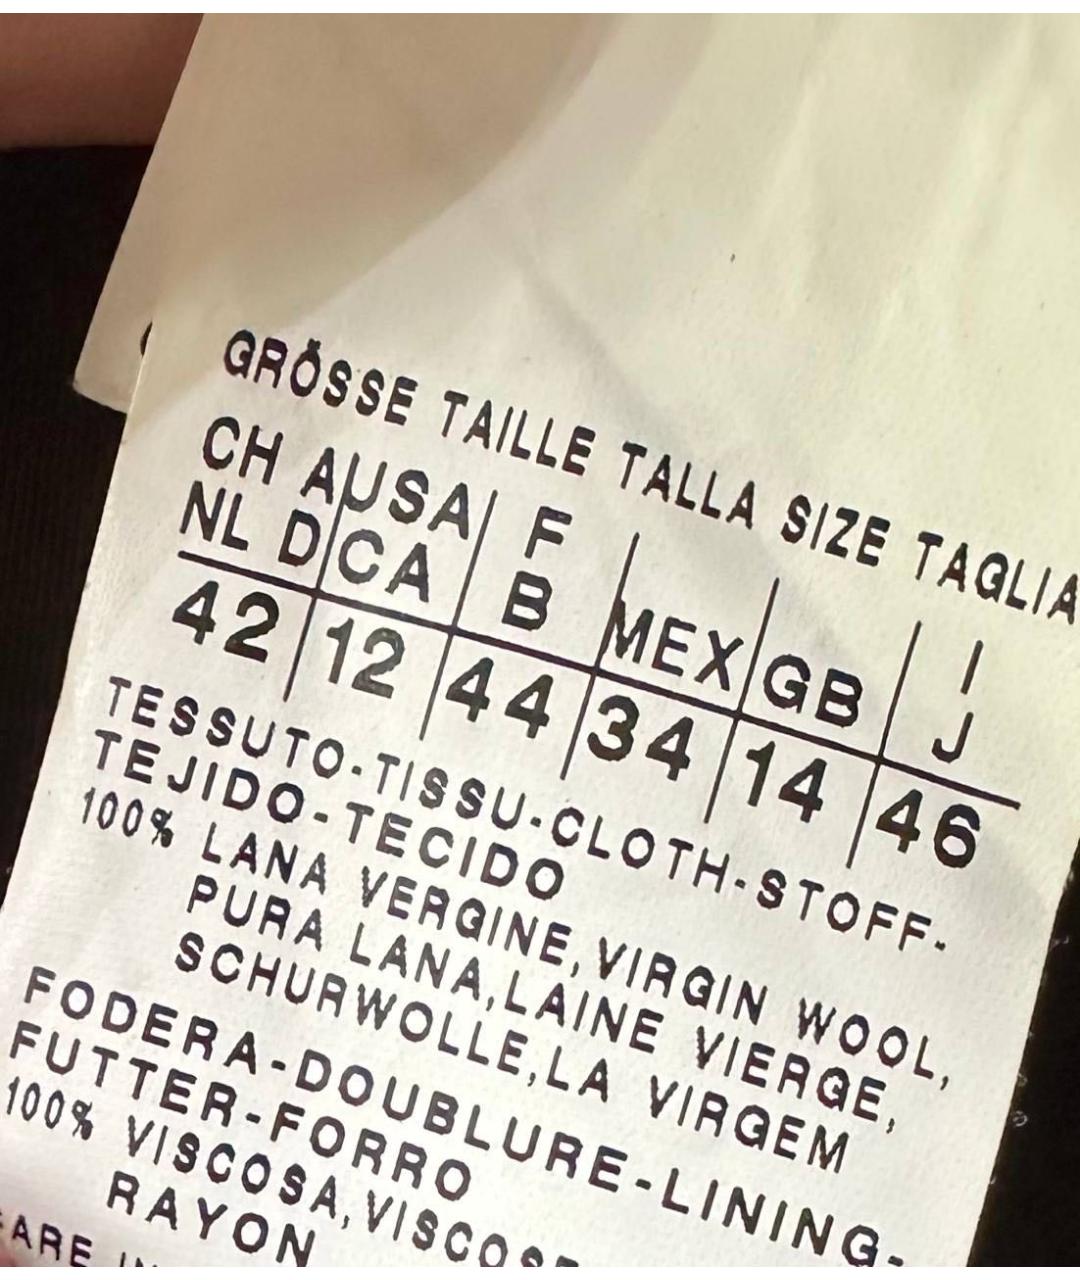 GRÖSSE TAILLE TALLA SIZE TAGLIA
CH A USA F MEX GB I
NL D CA B J
42 12 44 34 14 46
TESSUTO-TISSU-CLOTH-STOFF-
TEJIDO-TECIDO
100% LANA VERGINE,VIRGIN WOOL,
PURA LANA,LAINE VIERGE,
SCHURWOLLE,LA VIRGEM
FODERA-DOUBLURE-LINING-
FUTTER-FORRO
100% VISCOSA,VISCOSE
RAYON